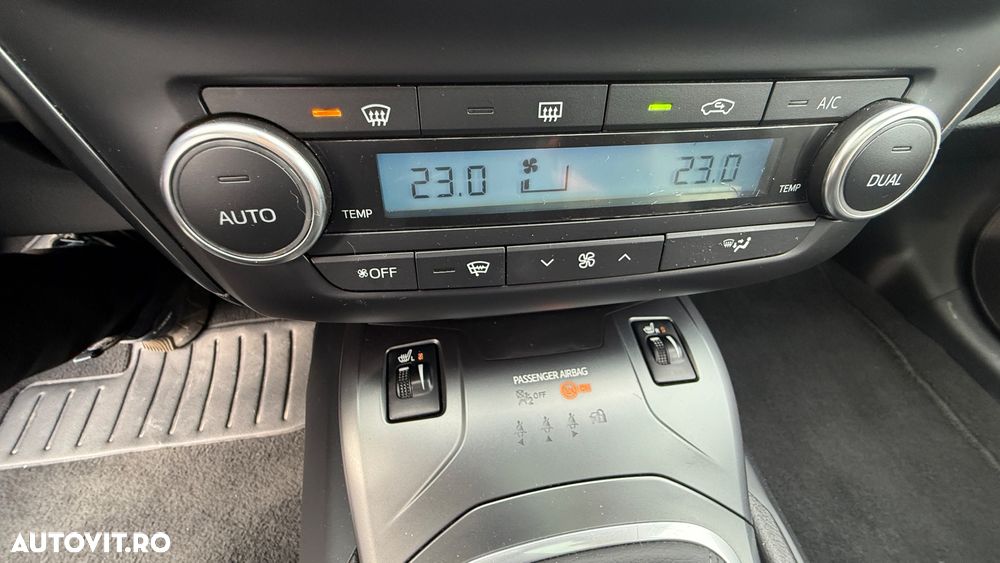 A/C
23.0 23.0
AUTO TEMP TEMP DUAL
OFF
L R
PASSENGER AIRBAG
OFF ON
AUTOVIT.RO